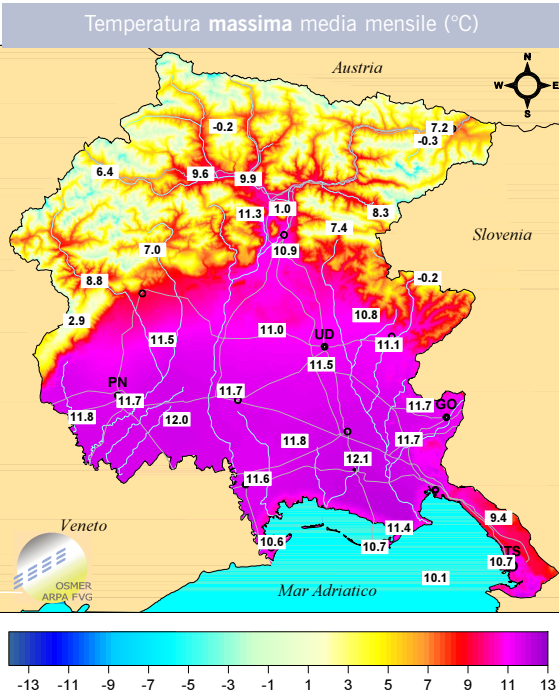 Temperatura massima media mensile (°C)
Austria
N
W E
S
-0.2
7.2
-0.3
6.4
9.6
9.9
11.3
1.0
8.3
7.4
Slovenia
7.0
10.9
8.8
-0.2
2.9
11.0
10.8
UD
11.5
11.1
11.5
PN
11.7
11.7
11.7
GO
11.8
12.0
11.8
11.7
12.1
11.6
9.4
Veneto
11.4
10.6
10.7
TS
10.7
10.1
OSMER
ARPA FVG
Mar Adriatico
-13 -11 -9 -7 -5 -3 -1 1 3 5 7 9 11 13